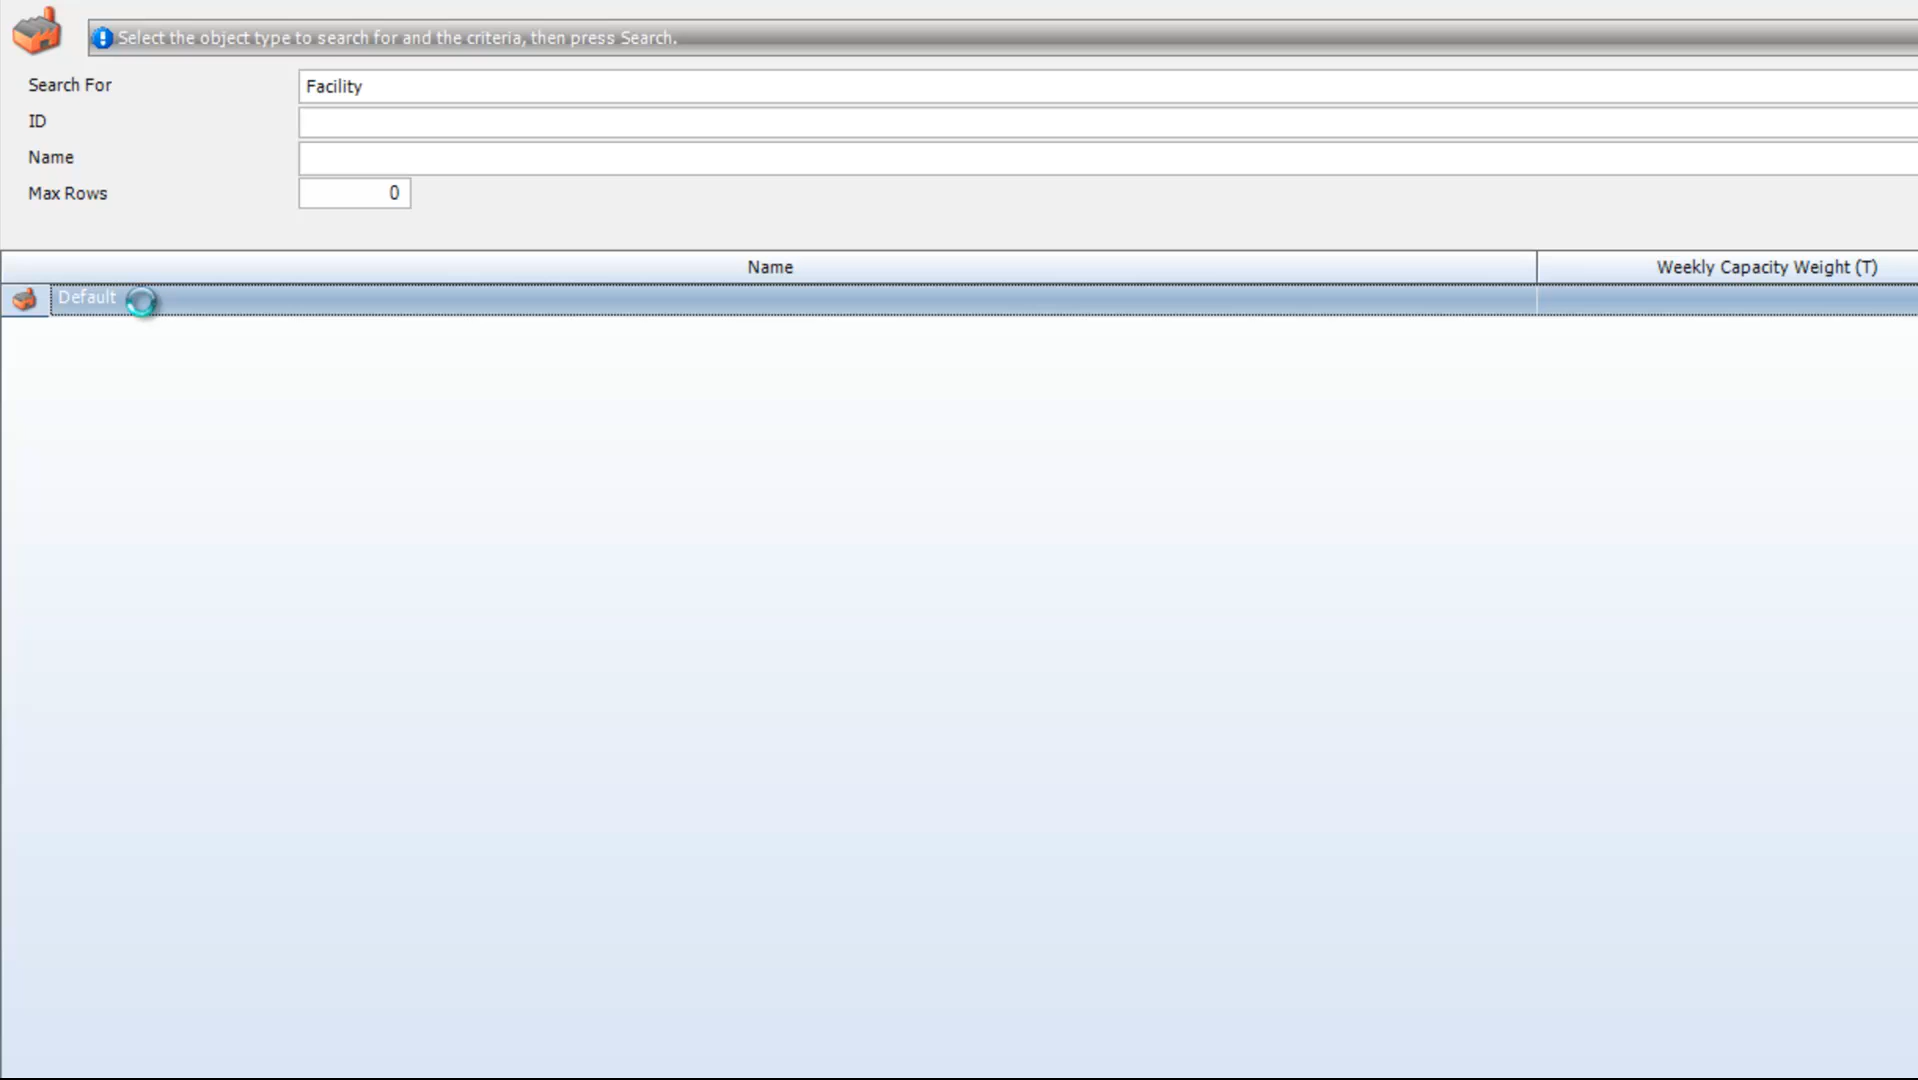 Select the object type to search for and the criteria, then press Search.
Search For
Facility
ID
Name
Max Rows
0
Name
Weekly Capacity Weight (T)
Default